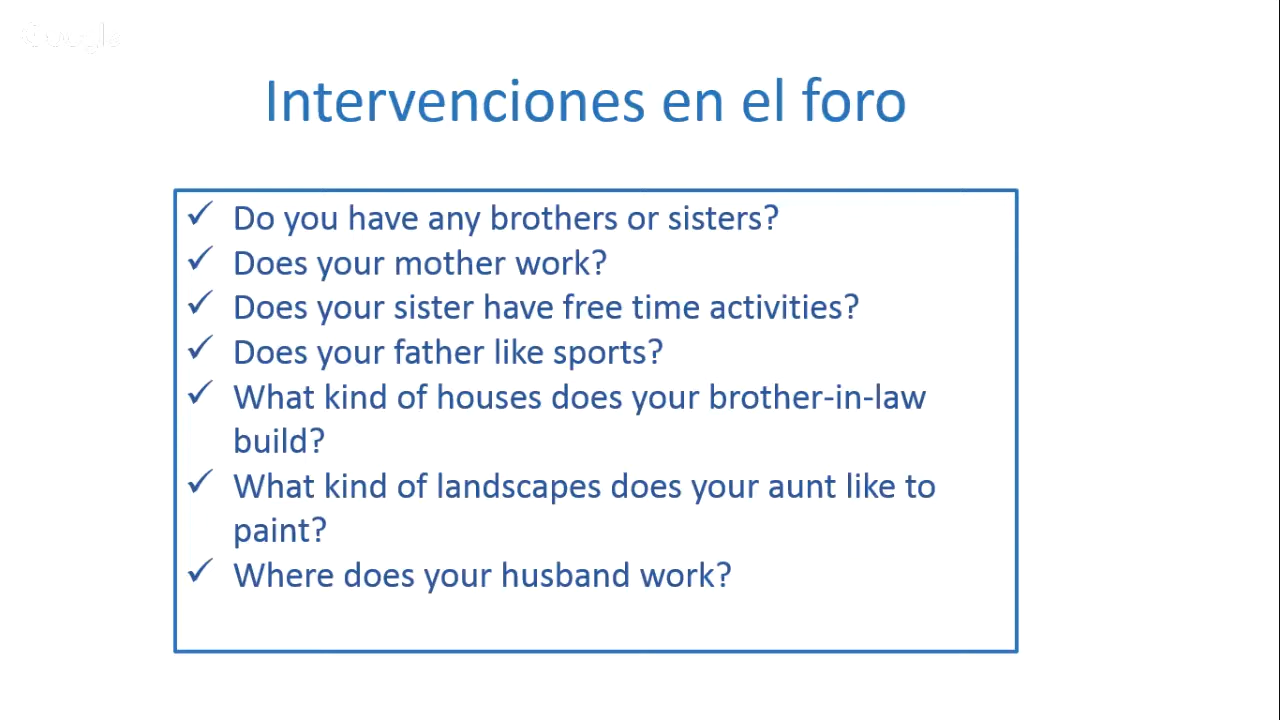 Google
Intervenciones en el foro
✓ Do you have any brothers or sisters?
✓ Does your mother work?
✓ Does your sister have free time activities?
✓ Does your father like sports?
✓ What kind of houses does your brother-in-law
build?
✓ What kind of landscapes does your aunt like to
paint?
✓ Where does your husband work?